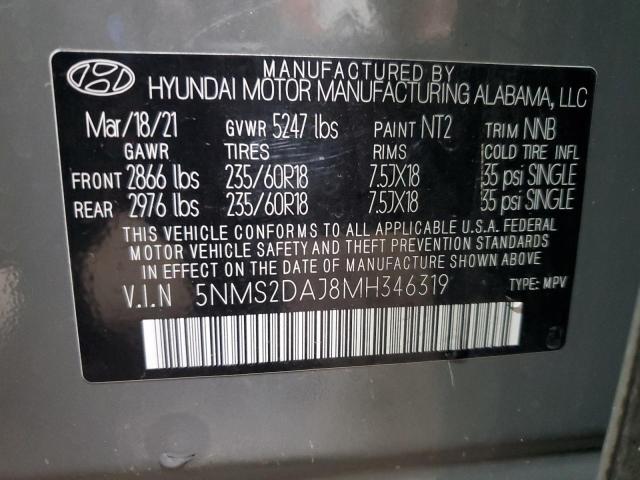 MANUFACTURED BY
HYUNDAI MOTOR MANUFACTURING ALABAMA, LLC
Mar/18/21 GVWR 5247 lbs PAINT NT2 TRIM NNB
GAWR TIRES RIMS COLD TIRE INFL
FRONT 2866 lbs 235/60R18 7.5JX18 35 psi SINGLE
REAR 2976 lbs 235/60R18 7.5JX18 35 psi SINGLE
THIS VEHICLE CONFORMS TO ALL APPLICABLE U.S.A. FEDERAL
MOTOR VEHICLE SAFETY AND THEFT PREVENTION STANDARDS
IN EFFECT ON THE DATE OF MANUFACTURE SHOWN ABOVE.
V.I.N 5NMS2DAJ8MH346319 TYPE: MPV